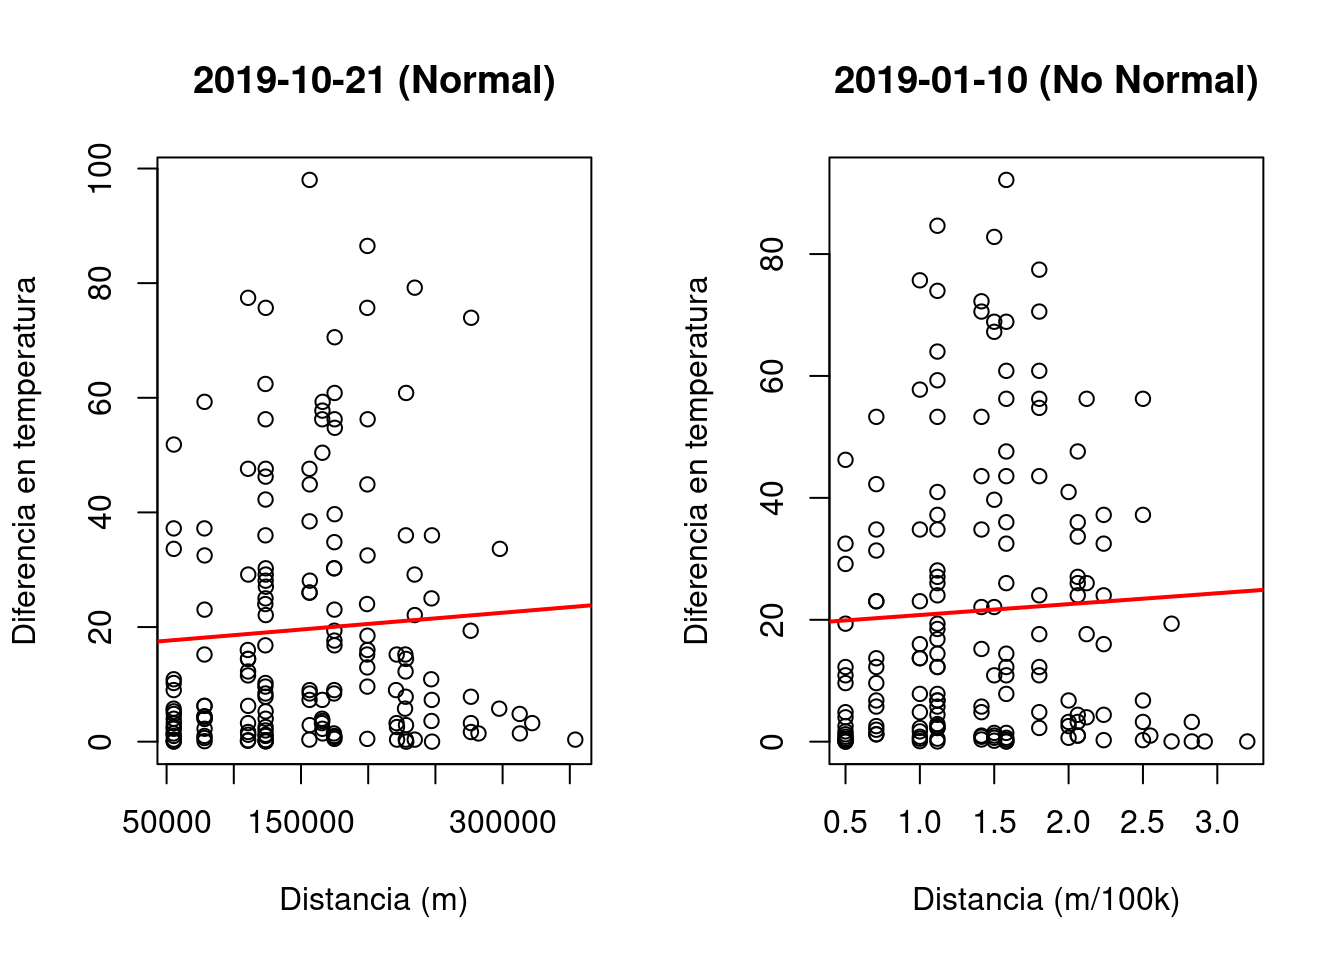 2019-10-21 (Normal)
Diferencia en temperatura
100
80
60
40
20
0
50000 150000 300000
Distancia (m)
2019-01-10 (No Normal)
Diferencia en temperatura
80
60
40
20
0
0.5 1.0 1.5 2.0 2.5 3.0
Distancia (m/100k)